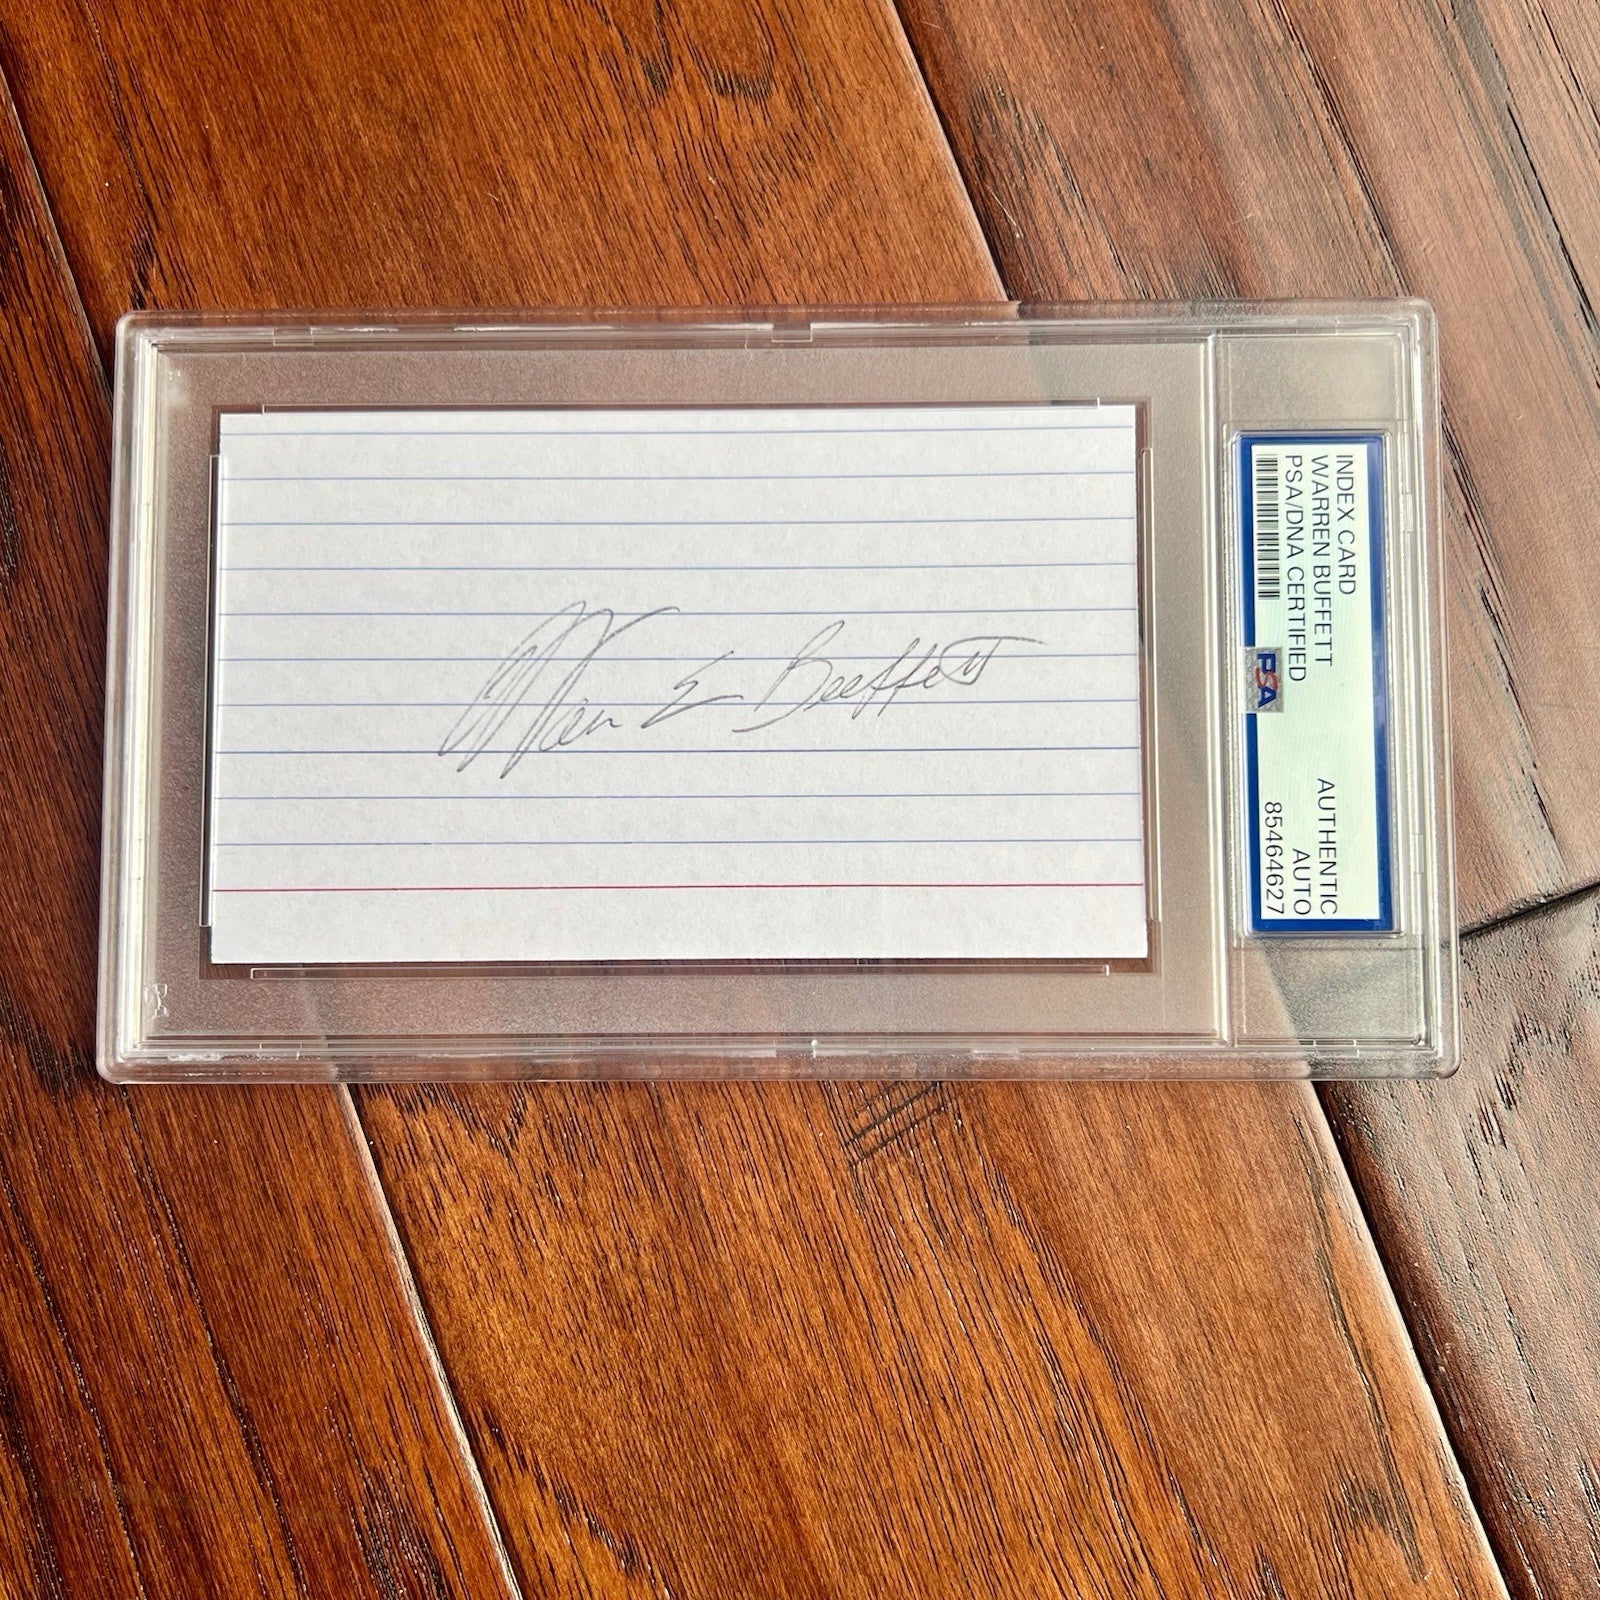 Warren E Buffett
INDEX CARD
WARREN BUFFETT
PSA/DNA CERTIFIED
PSA
AUTHENTIC
AUTO
85464627